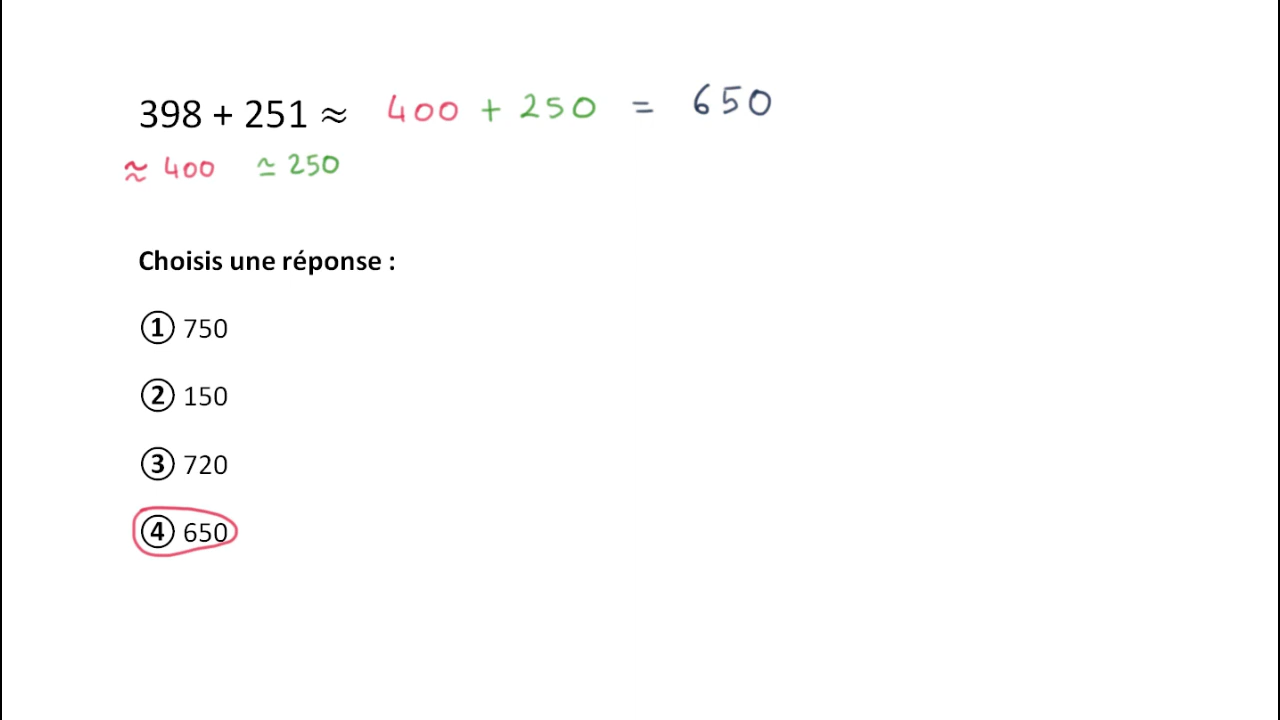 398 + 251 ≈ 400 + 250 = 650
≈ 400 ≃ 250
Choisis une réponse :
① 750
② 150
③ 720
④ 650